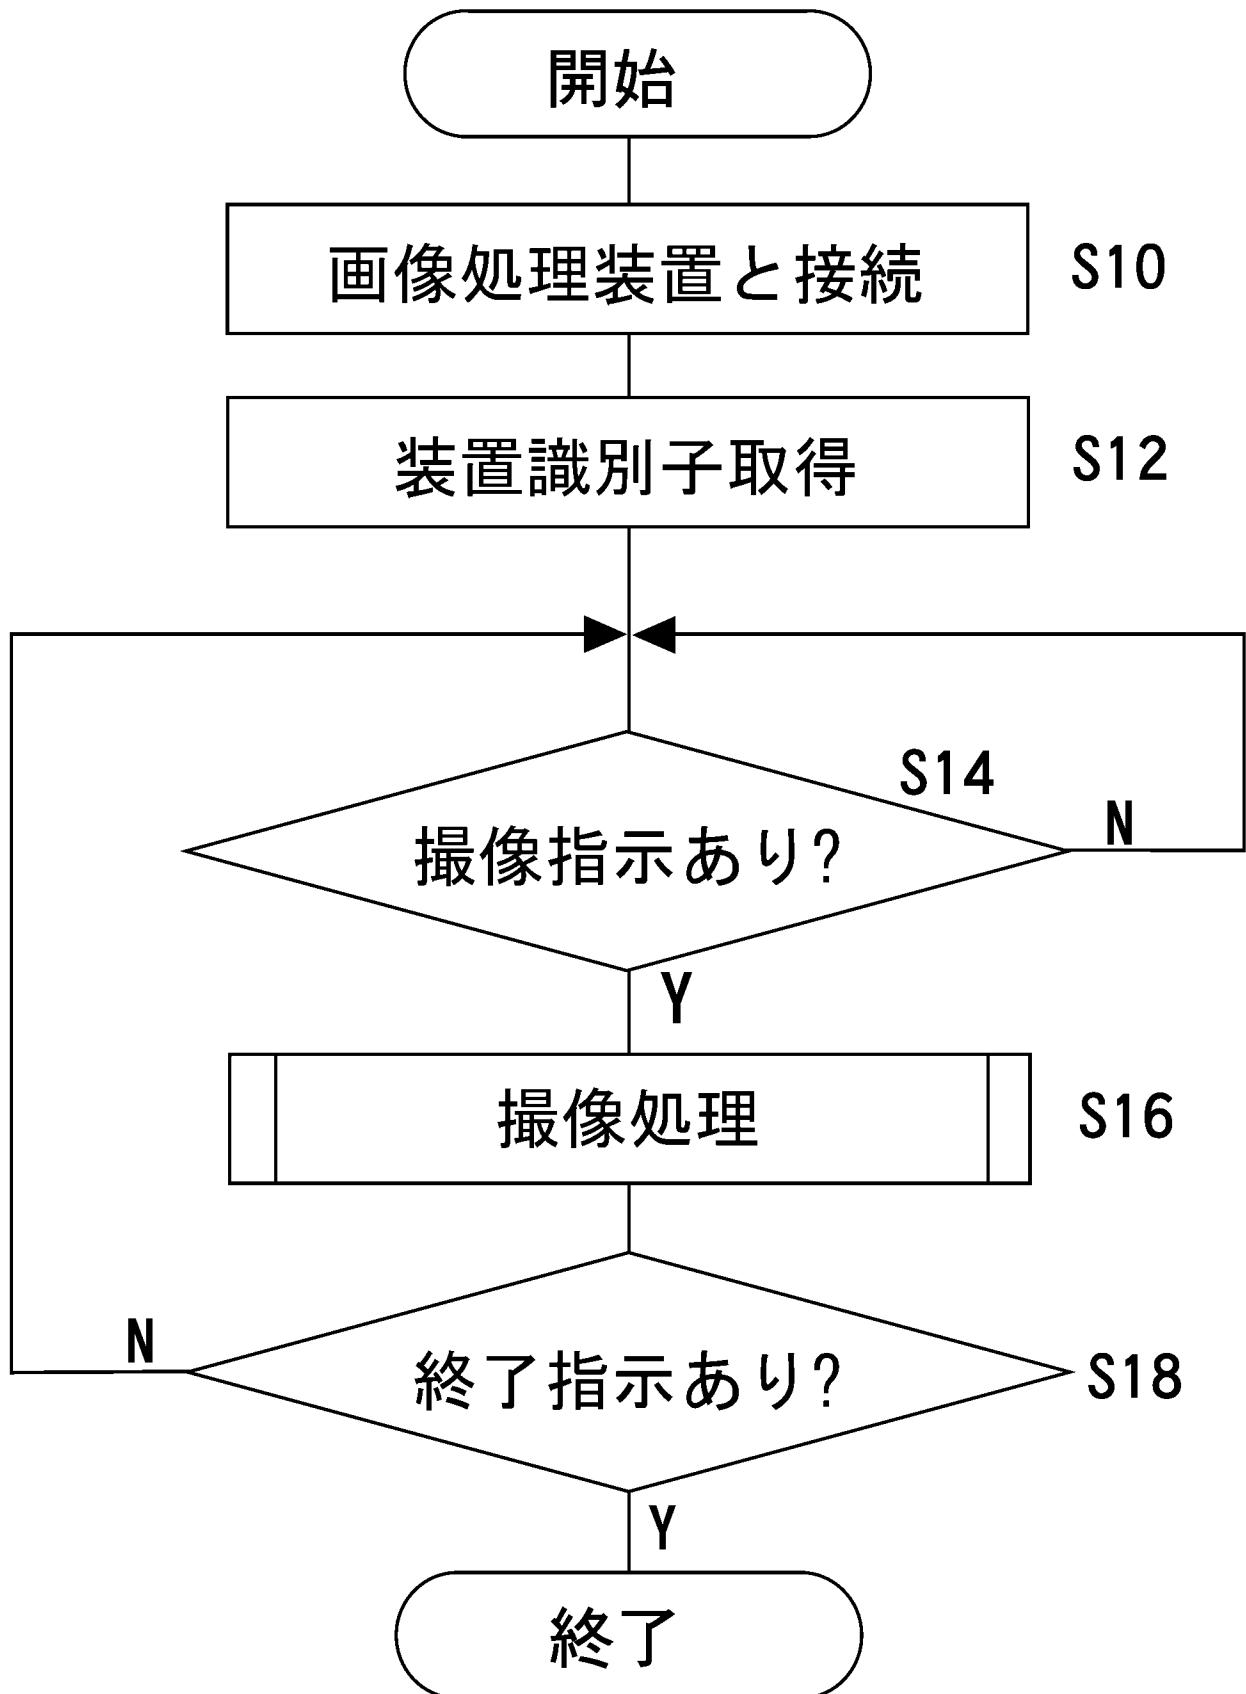 開始
画像処理装置と接続
S10
装置識別子取得
S12
S14
撮像指示あり?
N
Y
撮像処理
S16
N
終了指示あり?
S18
Y
終了